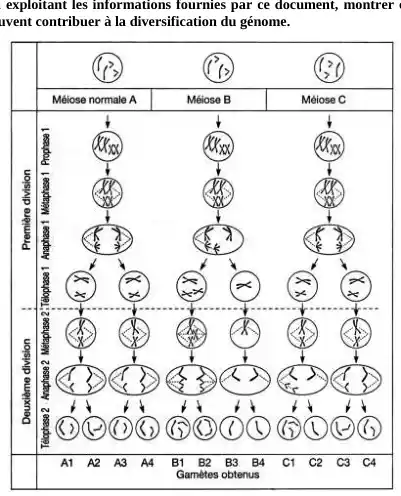 exploitant les informations fournies par ce document, montrer
uvent contribuer à la diversification du génome.
Méiose normale A
Méiose B
Méiose C
Première division
Prophase 1
Métaphase 1
Anaphase 1
Télophase 1
Deuxième division
Métaphase 2
Anaphase 2
Télophase 2
A1 A2 A3 A4 B1 B2 B3 B4 C1 C2 C3 C4
Gamètes obtenus